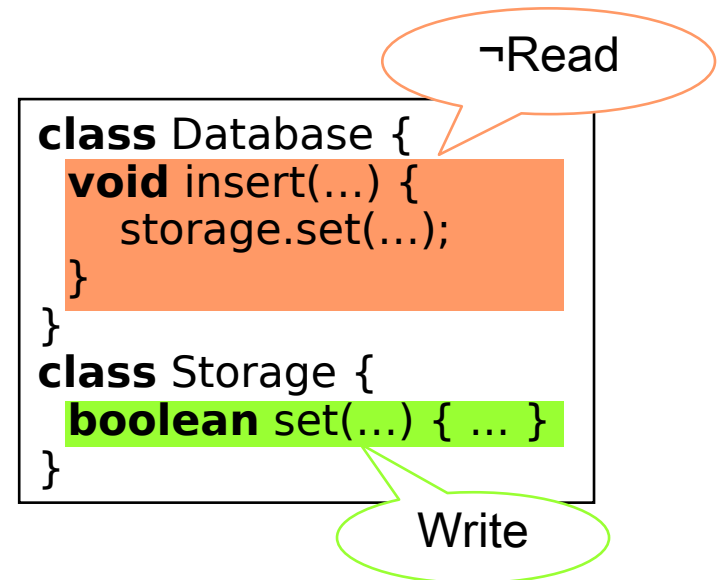 ¬Read
class Database {
void insert(...) {
storage.set(...);
}
}
class Storage {
boolean set(...) { ... }
}
Write